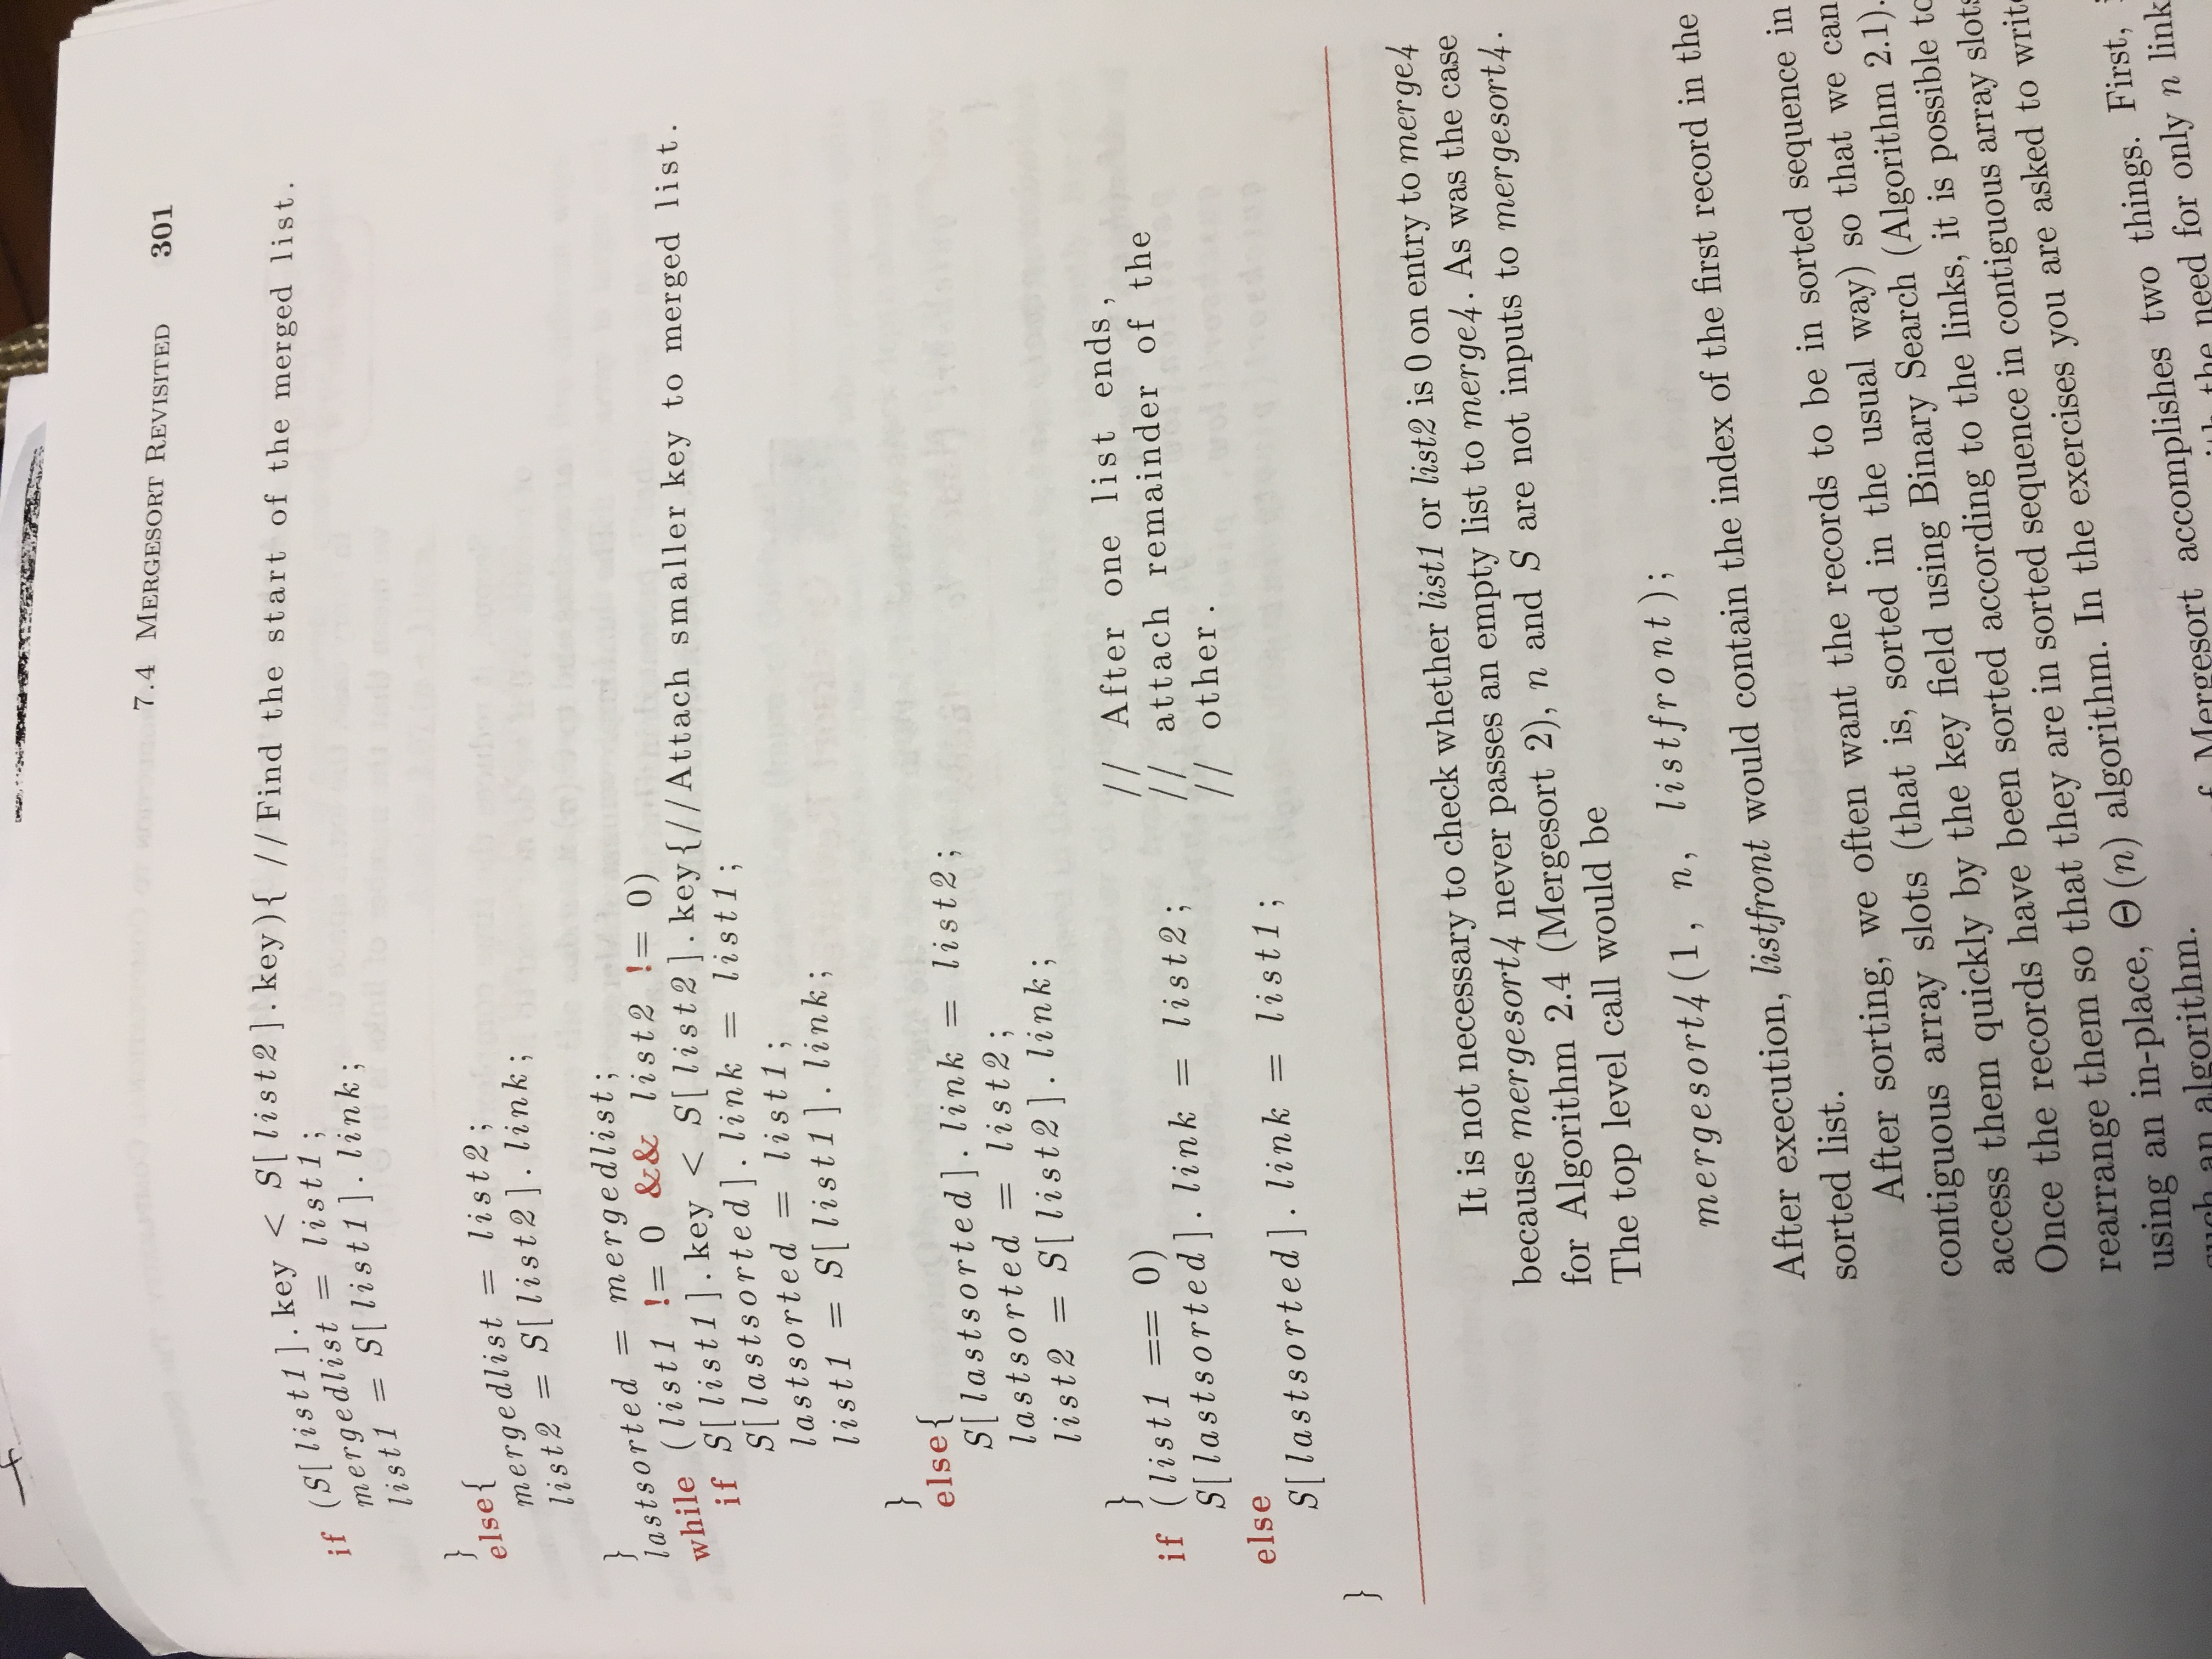 7.4 MERGESORT REVISITED 301
if (S[list1].key < S[list2].key){ //Find the start of the merged list.
mergedlist = list1;
list1 = S[list1].link;
}
else{
mergedlist = list2;
list2 = S[list2].link;
}
lastsorted = mergedlist;
while (list1 != 0 && list2 != 0)
if S[list1].key < S[list2].key{//Attach smaller key to merged list.
S[lastsorted].link = list1;
lastsorted = list1;
list1 = S[list1].link;
}
else{
S[lastsorted].link = list2;
lastsorted = list2;
list2 = S[list2].link;
}
// After one list ends,
if (list1 == 0)
// attach remainder of the
S[lastsorted].link = list2;
// other.
else
S[lastsorted].link = list1;
}
It is not necessary to check whether list1 or list2 is 0 on entry to merge4
because mergesort4 never passes an empty list to merge4. As was the case
for Algorithm 2.4 (Mergesort 2), n and S are not inputs to mergesort4.
The top level call would be
mergesort4(1, n, listfront);
After execution, listfront would contain the index of the first record in the
sorted list.
After sorting, we often want the records to be in sorted sequence in
contiguous array slots (that is, sorted in the usual way) so that we can
access them quickly by the key field using Binary Search (Algorithm 2.1).
Once the records have been sorted according to the links, it is possible to
rearrange them so that they are in sorted sequence in contiguous array slots
using an in-place, Θ(n) algorithm. In the exercises you are asked to write
such an algorithm.
Mergesort accomplishes two things. First,
the need for only n link